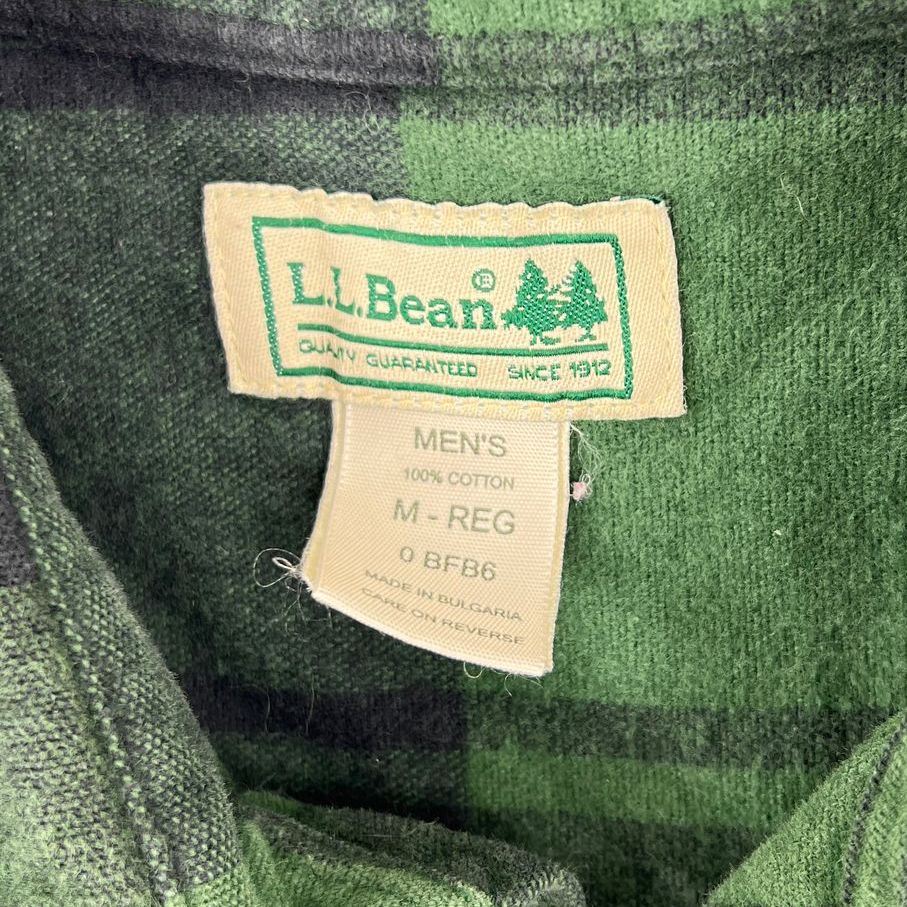 L.L.Bean®
QUALITY GUARANTEED SINCE 1912
MEN'S
100% COTTON
M - REG
0 BFB6
MADE IN BULGARIA
CARE ON REVERSE